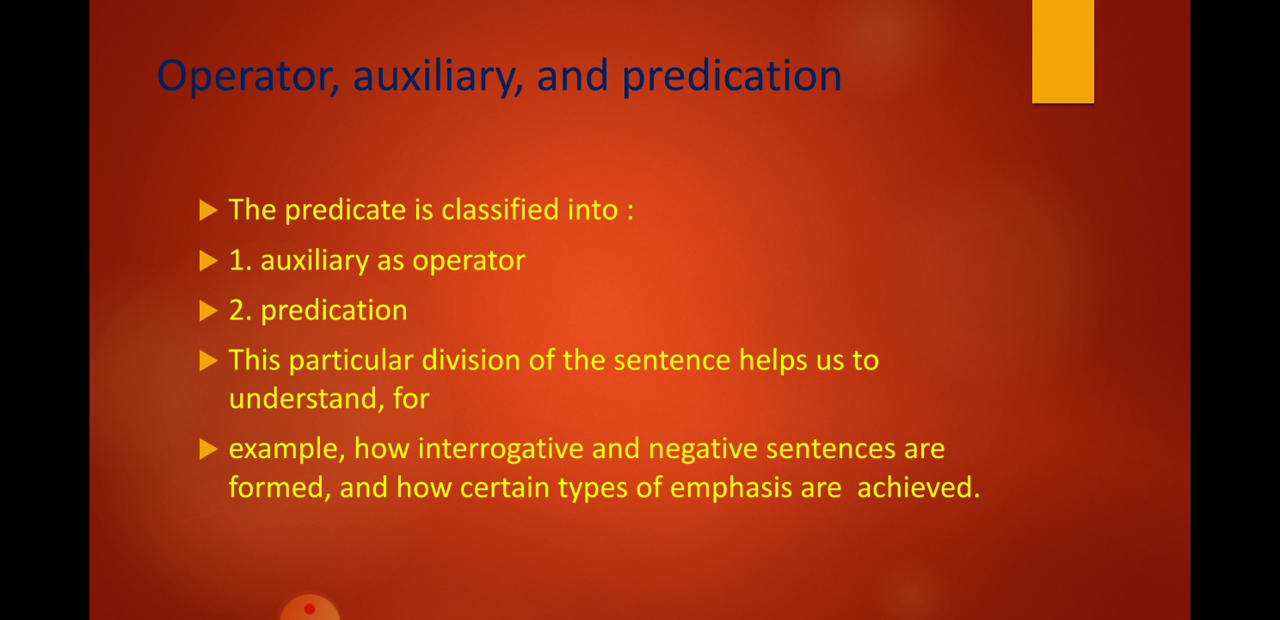 Operator, auxiliary, and predication
The predicate is classified into :
1. auxiliary as operator
2. predication
This particular division of the sentence helps us to
understand, for
example, how interrogative and negative sentences are
formed, and how certain types of emphasis are  achieved.